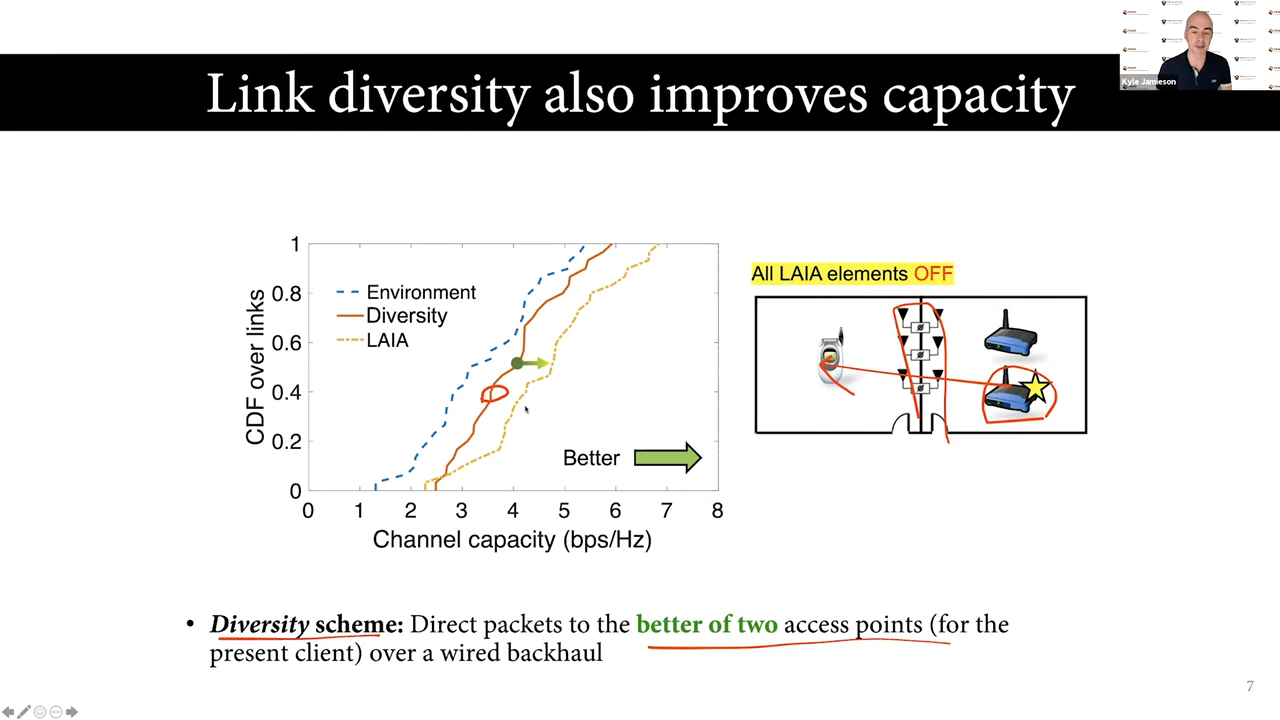 Kyle Jamieson
Link diversity also improves capacity
CDF over links
1
0.8
0.6
0.4
0.2
0
Environment
Diversity
LAIA
Better
0 1 2 3 4 5 6 7 8
Channel capacity (bps/Hz)
All LAIA elements OFF
• Diversity scheme: Direct packets to the better of two access points (for the
present client) over a wired backhaul
7